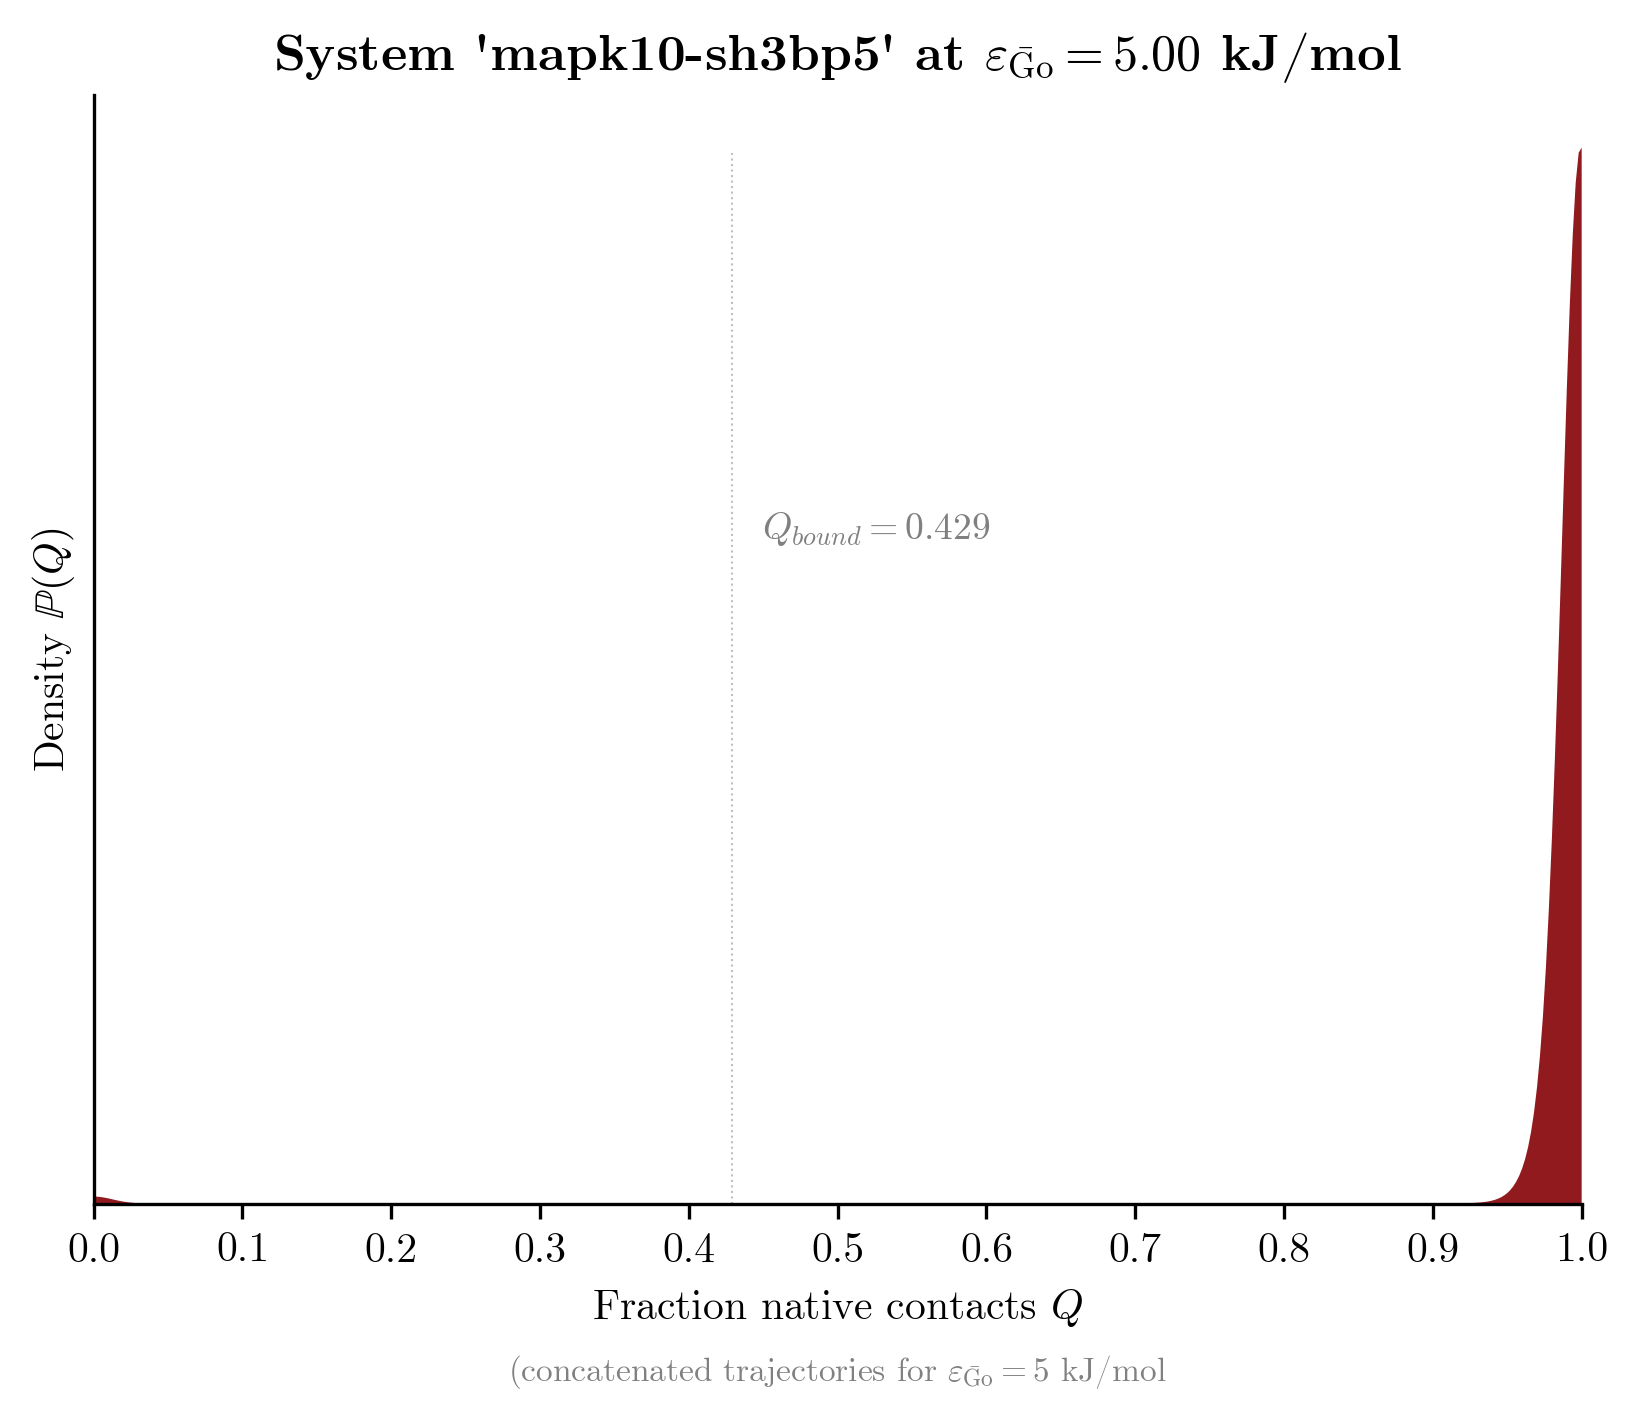 System 'mapk10-sh3bp5' at ε_Ḡo = 5.00 kJ/mol
Density ℙ(Q)
Q_bound = 0.429
0.0 0.1 0.2 0.3 0.4 0.5 0.6 0.7 0.8 0.9 1.0
Fraction native contacts Q
(concatenated trajectories for ε_Ḡo = 5 kJ/mol